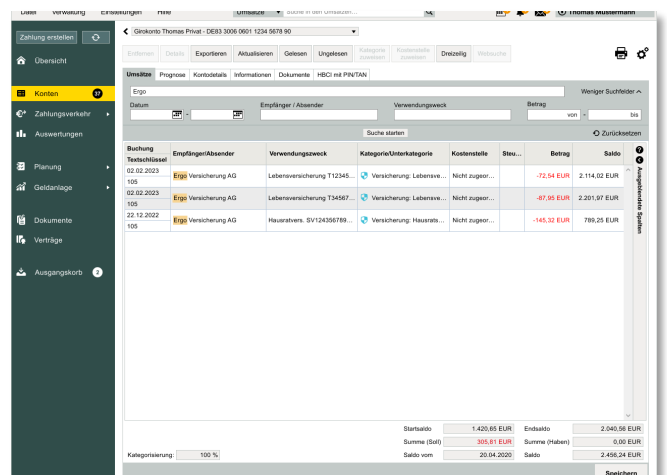 Datei Verwaltung Einstellungen Hilfe Umsätze Suche in den Umsätzen... Thomas Mustermann
Zahlung erstellen
Girokonto Thomas Privat - DE83 3006 0601 1234 5678 90
Entfernen Details Exportieren Aktualisieren Gelesen Ungelesen Kategorie zuweisen Kostenstelle zuweisen Dreizeilig Websuche
Übersicht
Umsätze Prognose Kontodetails Informationen Dokumente HBCI mit PIN/TAN
Konten 37
Ergo Weniger Suchfelder
Datum Empfänger / Absender Verwendungsweck Betrag
- von - bis
Zahlungsverkehr
Auswertungen
Suche starten Zurücksetzen
Buchung
Textschlüssel Empfänger/Absender Verwendungszweck Kategorie/Unterkategorie Kostenstelle Steu... Betrag Saldo
02.02.2023
105 Ergo Versicherung AG Lebensversicherung T12345... Versicherung: Lebensve... Nicht zugeor... -72,54 EUR 2.114,02 EUR
02.02.2023
105 Ergo Versicherung AG Lebensversicherung T34567... Versicherung: Lebensve... Nicht zugeor... -87,95 EUR 2.201,97 EUR
22.12.2022
105 Ergo Versicherung AG Hausratvers. SV124356789... Versicherung: Hausrats... Nicht zugeor... -145,32 EUR 789,25 EUR
Ausgeblendete Spalten
Planung
Geldanlage
Dokumente
Verträge
Ausgangskorb 2
Startsaldo 1.420,65 EUR Endsaldo 2.040,56 EUR
Summe (Soll) 305,81 EUR Summe (Haben) 0,00 EUR
Kategorisierung: 100 % Saldo vom 20.04.2020 Saldo 2.456,24 EUR
Speichern